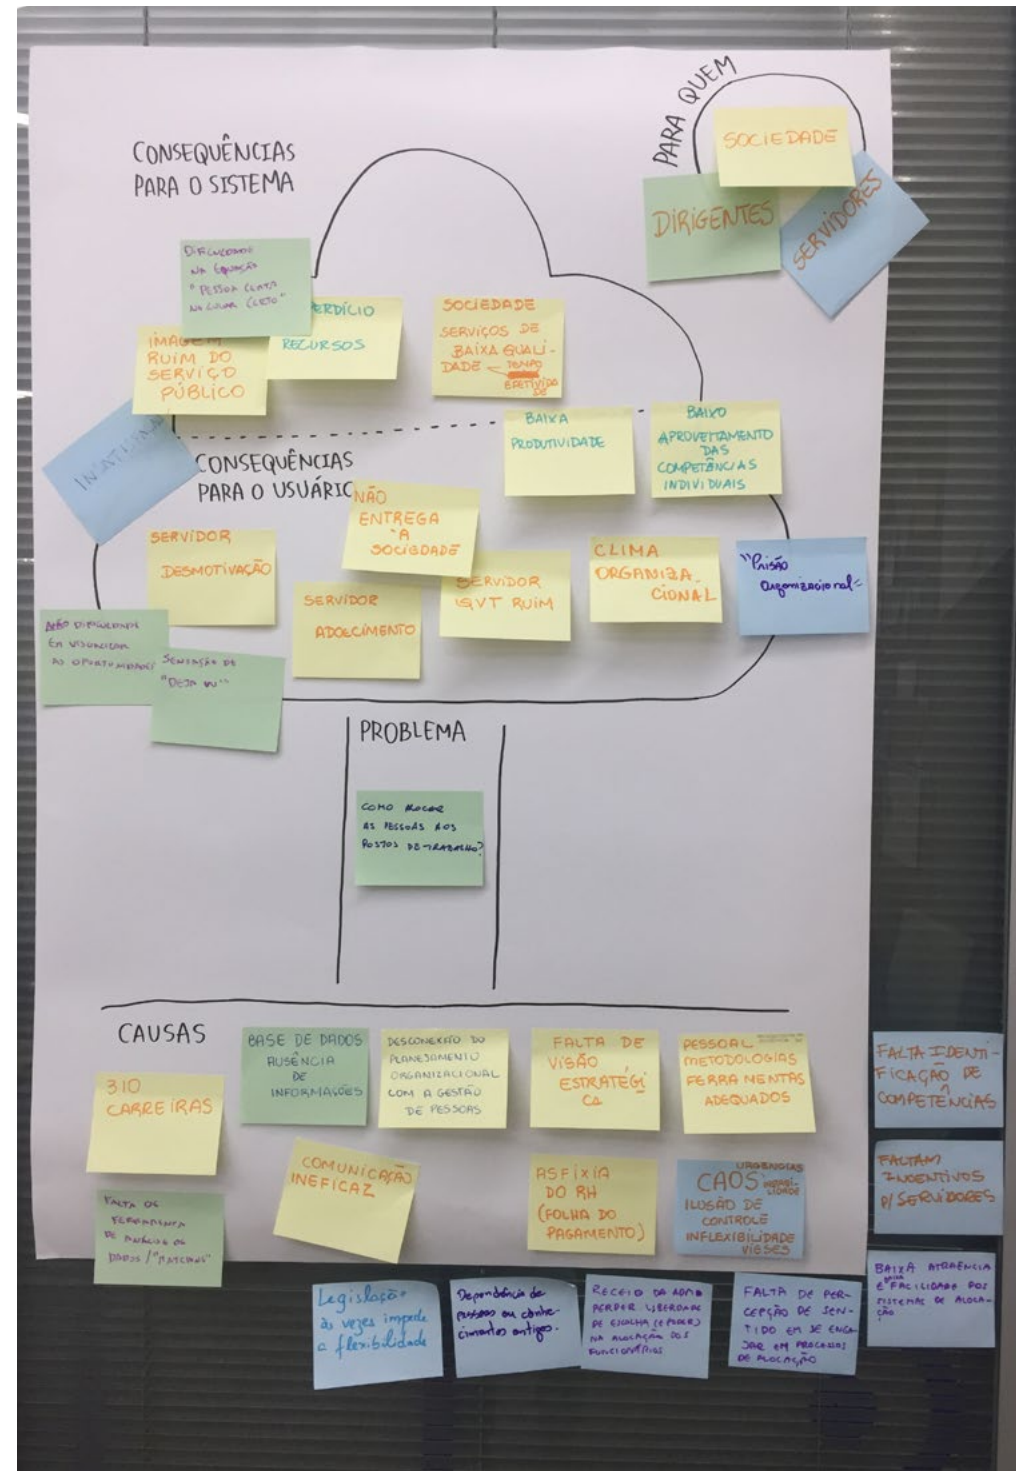 PARA QUEM
SOCIEDADE
DIRIGENTES
SERVIDORES
CONSEQUÊNCIAS
PARA O SISTEMA
DIFICULDADE
NA EQUAÇÃO
"PESSOA CERTA
NO LUGAR CERTO"
PERDÍCIO
RECURSOS
IMAGEM
RUIM DO
SERVIÇO
PÚBLICO
SOCIEDADE
SERVIÇOS DE
BAIXA QUALI-
DADE
TEMPO
EFETIVIDA
DE
BAIXA
PRODUTIVIDADE
BAIXO
APROVEITAMENTO
DAS
COMPETÊNCIAS
INDIVIDUAIS
CONSEQUÊNCIAS
PARA O USUÁRIO
NÃO
ENTREGA
À
SOCIEDADE
SERVIDOR
DESMOTIVAÇÃO
SERVIDOR
ADOECIMENTO
SERVIDOR
QVT RUIM
CLIMA
ORGANIZA-
CIONAL
"Prisão
Organizacional"
DIFICULDADE
EM VISUALIZAR
AS OPORTUNIDADES
SENSAÇÃO DE
"DEJA VU"
PROBLEMA
COMO ALOCAR
AS PESSOAS AOS
POSTOS DE TRABALHO?
CAUSAS
310
CARREIRAS
BASE DE DADOS
AUSÊNCIA
DE
INFORMAÇÕES
DESCONEXÃO DO
PLANEJAMENTO
ORGANIZACIONAL
COM A GESTÃO
DE PESSOAS
FALTA DE
VISÃO
ESTRATÉGI
CA
PESSOAL
METODOLOGIAS
FERRAMENTAS
ADEQUADOS
FALTA IDENTI-
FICAÇÃO DE
COMPETÊNCIAS
FALTA DE
FERRAMENTA
DE ANÁLISE DE
DADOS / "MATCHING"
COMUNICAÇÃO
INEFICAZ
ASFIXIA
DO RH
(FOLHA DO
PAGAMENTO)
URGENCIAS
CAOS
ILUSÃO DE
CONTROLE
INFLEXIBILIDADE
VIESES
FALTAM
INCENTIVOS
P/ SERVIDORES
Legislação
às vezes impede
a flexibilidade
Dependência de
pessoas ou conhe-
cimentos antigos.
RECEIO DA ADM
PERDER LIBERDADE
DE ESCOLHA (E PODER)
NA ALOCAÇÃO DOS
FUNCIONÁRIOS
FALTA DE PER-
CEPÇÃO DE SEN-
TIDO EM SE ENGA
JAR EM PROCESSOS
DE ALOCAÇÃO
BAIXA ATRAÊNCIA
E BAIXA FACILIDADE DOS
SISTEMAS DE ALOCA-
ÇÃO